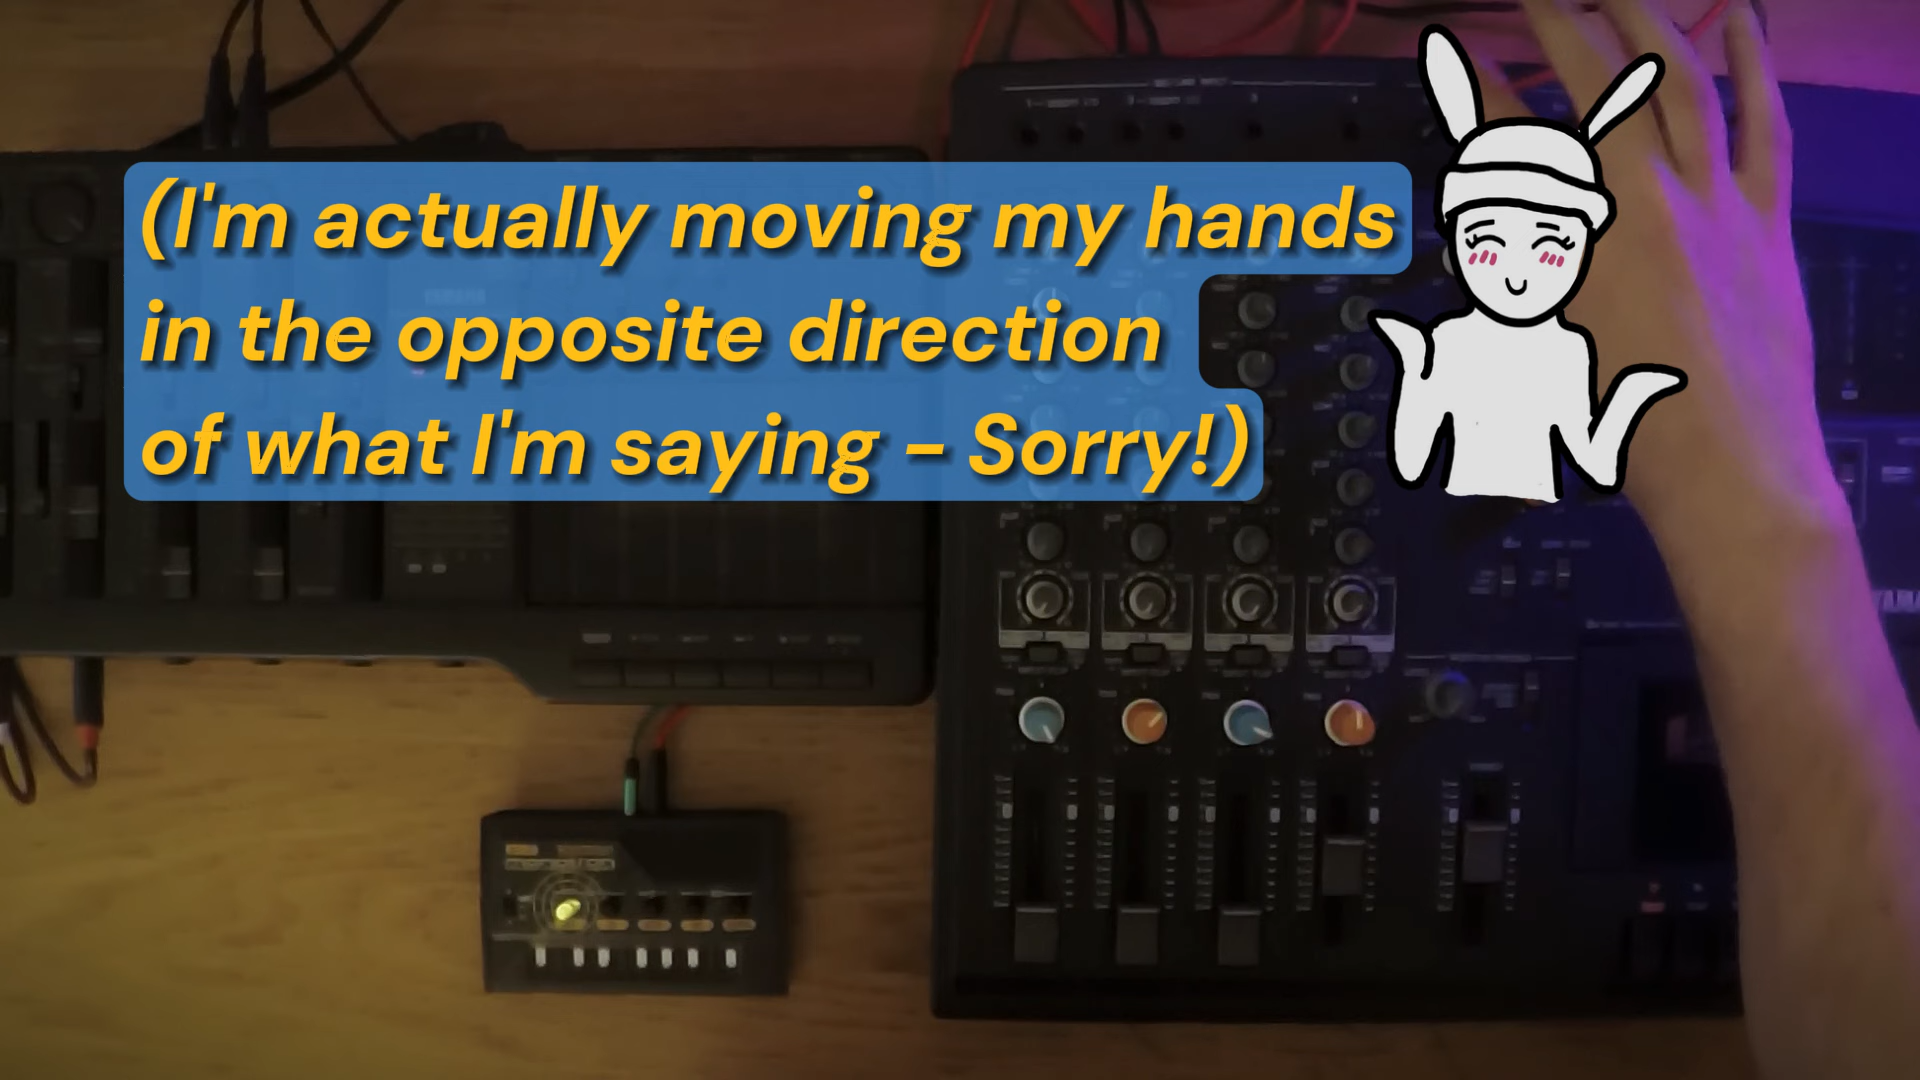 (I'm actually moving my hands
in the opposite direction
of what I'm saying - Sorry!)